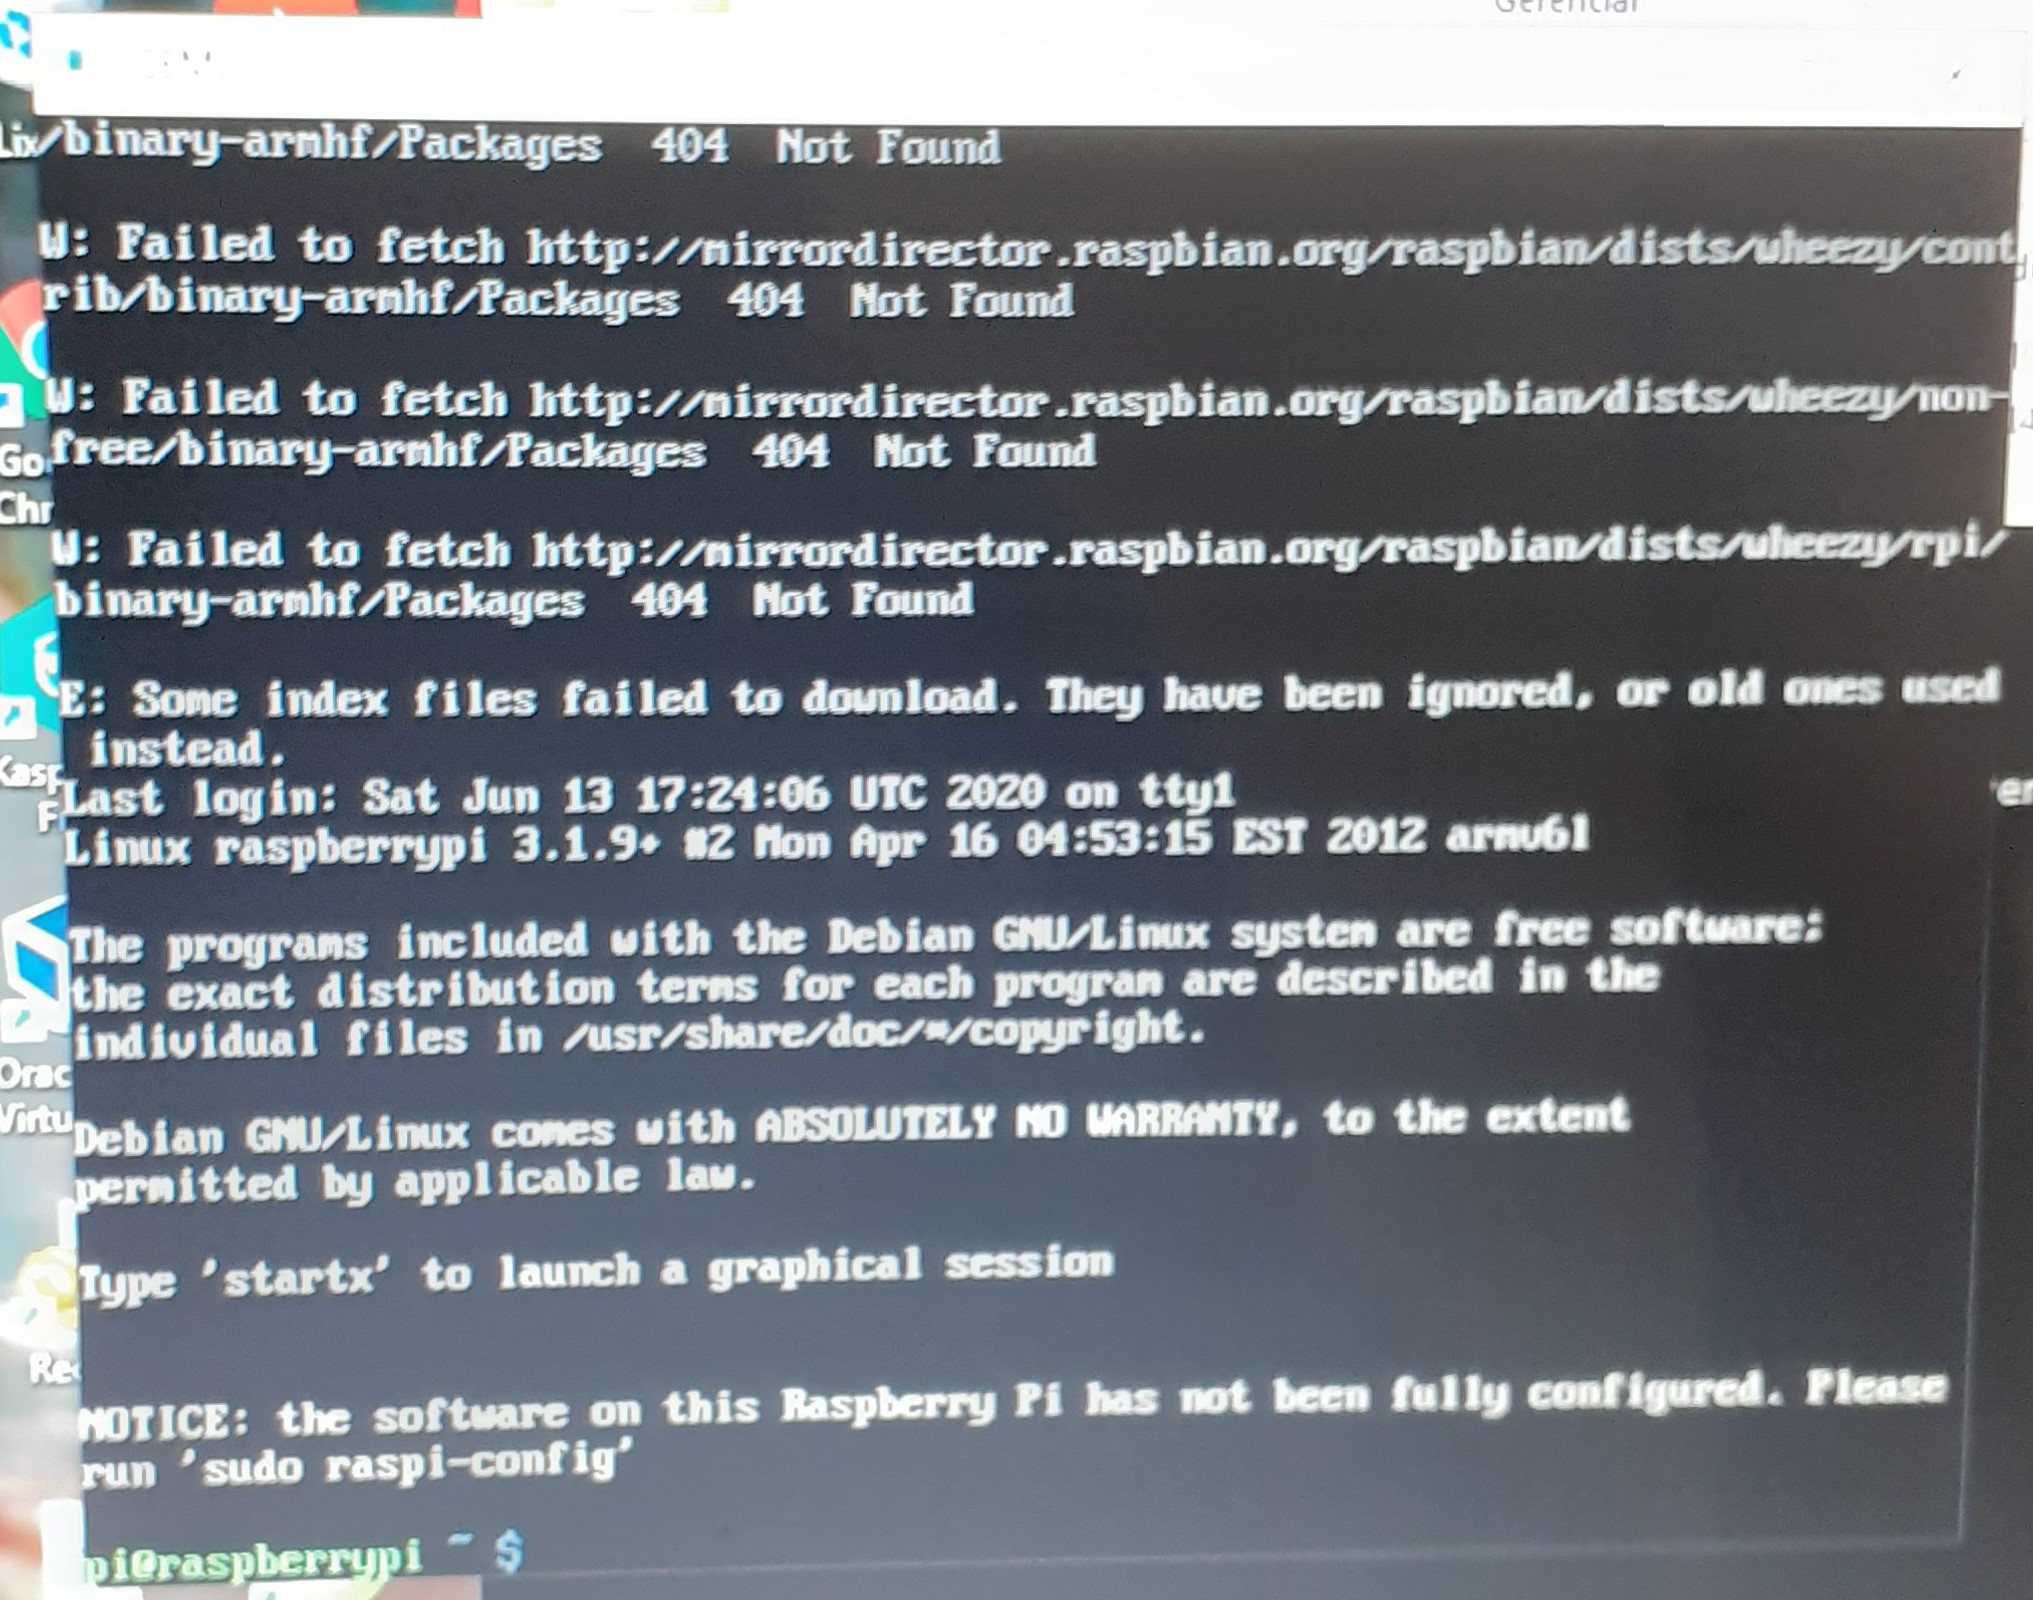 Gerenciar
/binary-armhf/Packages  404  Not Found
W: Failed to fetch http://mirrordirector.raspbian.org/raspbian/dists/wheezy/cont
rib/binary-armhf/Packages  404  Not Found
W: Failed to fetch http://mirrordirector.raspbian.org/raspbian/dists/wheezy/non-
free/binary-armhf/Packages  404  Not Found
W: Failed to fetch http://mirrordirector.raspbian.org/raspbian/dists/wheezy/rpi/
binary-armhf/Packages  404  Not Found
E: Some index files failed to download. They have been ignored, or old ones used
 instead.
Last login: Sat Jun 13 17:24:06 UTC 2020 on tty1
Linux raspberrypi 3.1.9+ #2 Mon Apr 16 04:53:15 EST 2012 armv6l
The programs included with the Debian GNU/Linux system are free software;
the exact distribution terms for each program are described in the
individual files in /usr/share/doc/*/copyright.
Debian GNU/Linux comes with ABSOLUTELY NO WARRANTY, to the extent
permitted by applicable law.
Type 'startx' to launch a graphical session
NOTICE: the software on this Raspberry Pi has not been fully configured. Please
run 'sudo raspi-config'
pi@raspberrypi ~ $
Go
Chr
Kasp
F
Orac
Virtu
Re